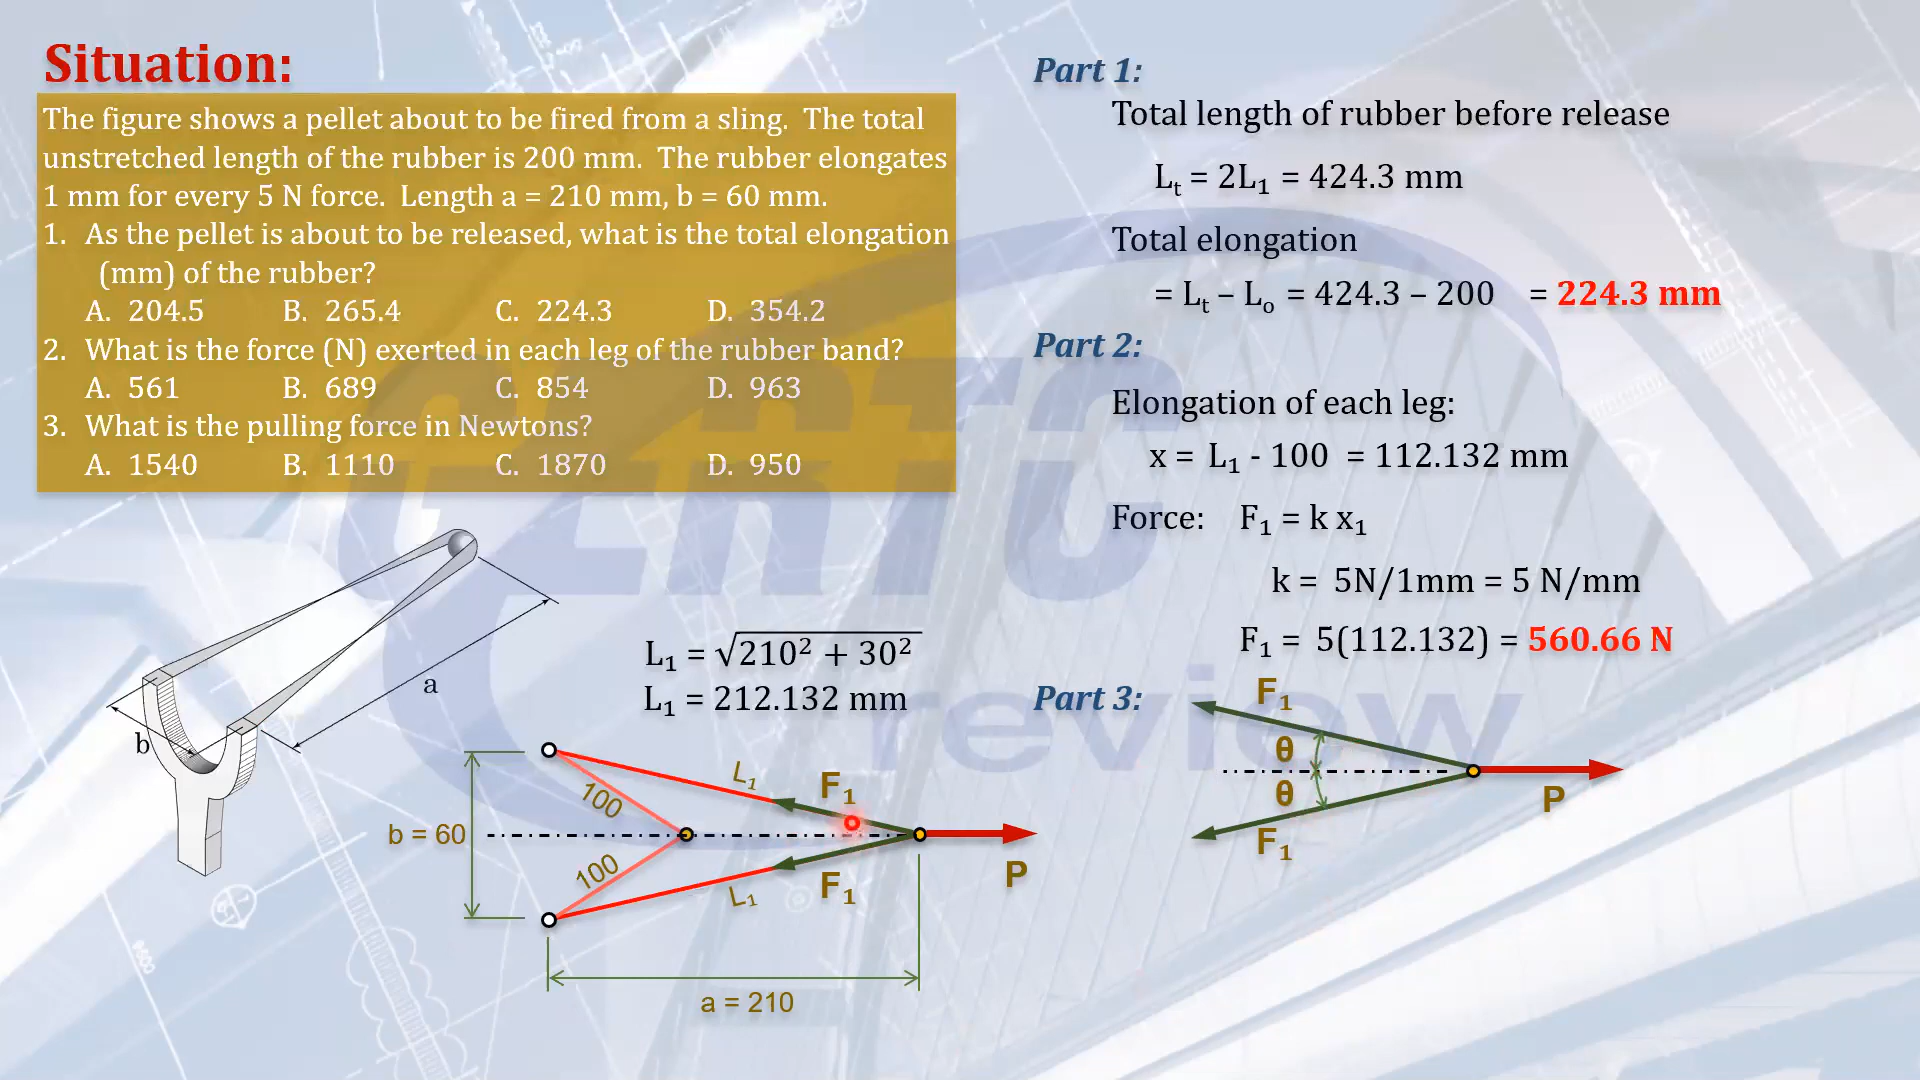 Situation:
The figure shows a pellet about to be fired from a sling. The total
unstretched length of the rubber is 200 mm. The rubber elongates
1 mm for every 5 N force. Length a = 210 mm, b = 60 mm.
1. As the pellet is about to be released, what is the total elongation
(mm) of the rubber?
A. 204.5 B. 265.4 C. 224.3 D. 354.2
2. What is the force (N) exerted in each leg of the rubber band?
A. 561 B. 689 C. 854 D. 963
3. What is the pulling force in Newtons?
A. 1540 B. 1110 C. 1870 D. 950
a
b
L₁ = √210² + 30²
L₁ = 212.132 mm
b = 60
100
100
L₁
L₁
F₁
F₁
P
a = 210
Part 1:
Total length of rubber before release
Lₜ = 2L₁ = 424.3 mm
Total elongation
= Lₜ – Lₒ = 424.3 – 200 = 224.3 mm
Part 2:
Elongation of each leg:
x = L₁ - 100 = 112.132 mm
Force: F₁ = k x₁
k = 5N/1mm = 5 N/mm
F₁ = 5(112.132) = 560.66 N
Part 3:
F₁
θ
θ
F₁
P
CERTC
review